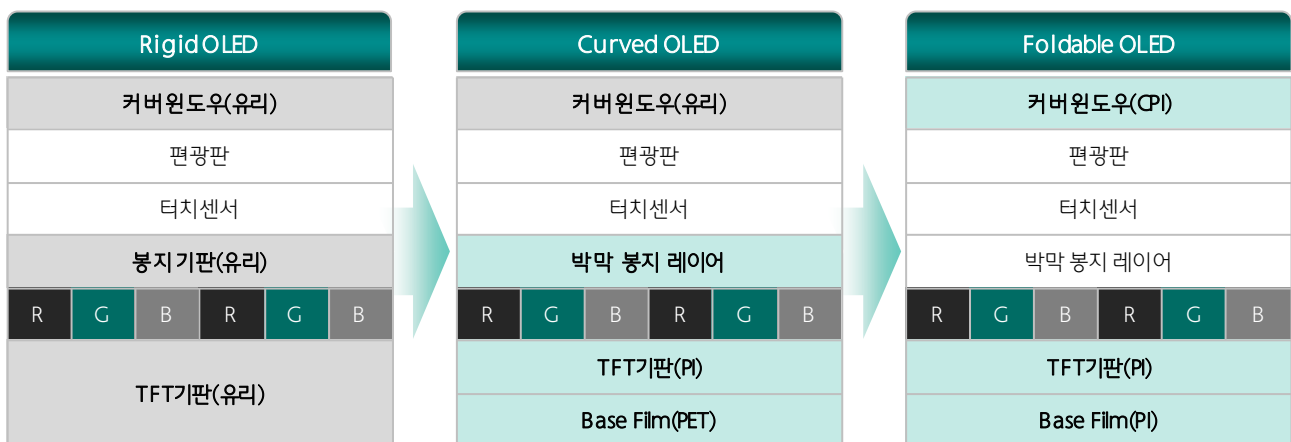 Rigid OLED
커버윈도우(유리)
편광판
터치센서
봉지 기판(유리)
R G B R G B
TFT기판(유리)
Curved OLED
커버윈도우(유리)
편광판
터치센서
박막 봉지 레이어
R G B R G B
TFT기판(PI)
Base Film(PET)
Foldable OLED
커버윈도우(CPI)
편광판
터치센서
박막 봉지 레이어
R G B R G B
TFT기판(PI)
Base Film(PI)